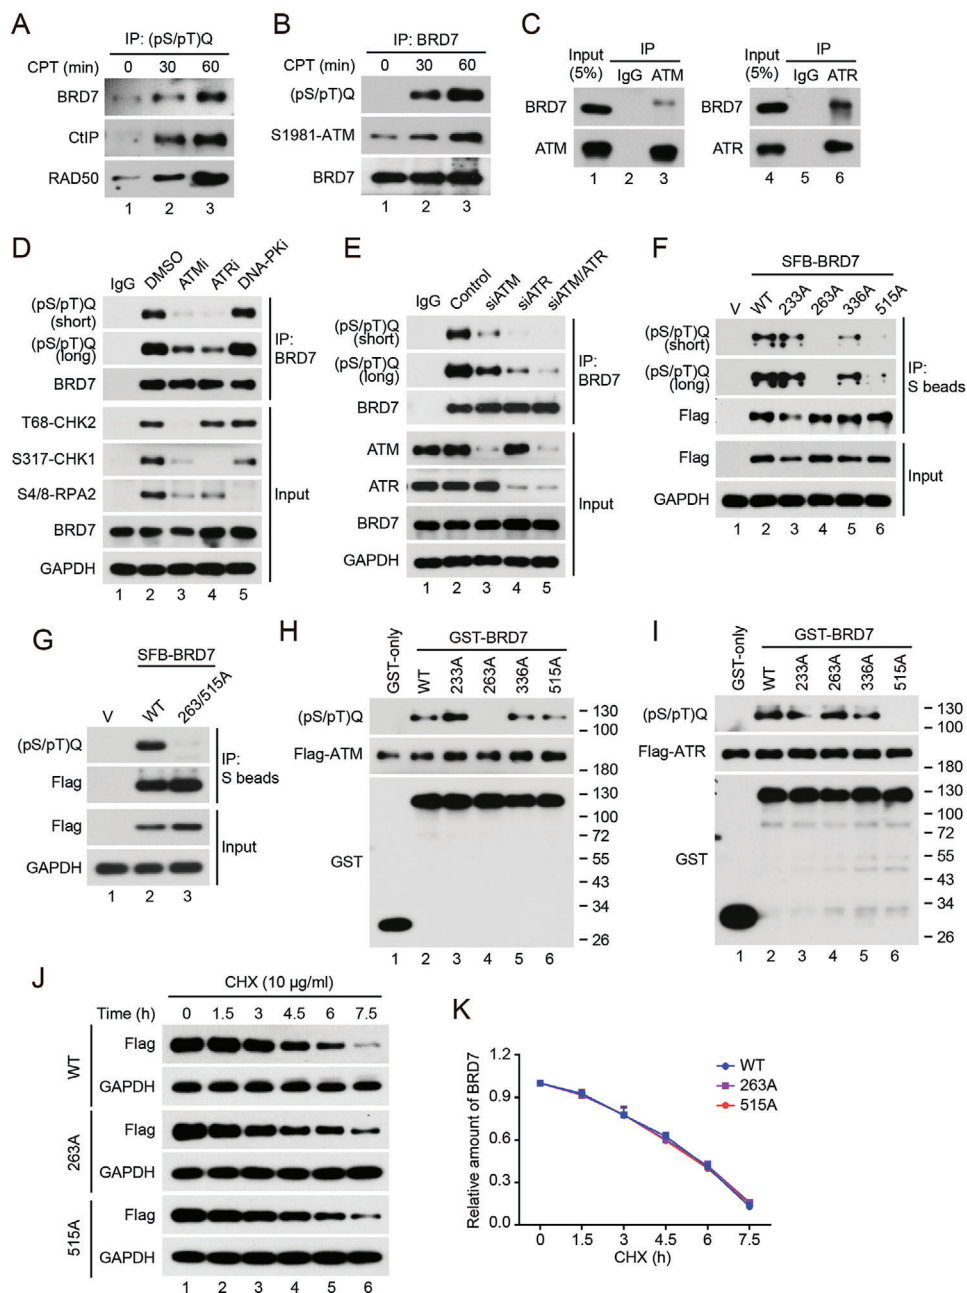 A
IP: (pS/pT)Q
CPT (min) 0 30 60
BRD7
CtIP
RAD50
1 2 3
B
IP: BRD7
CPT (min) 0 30 60
(pS/pT)Q
S1981-ATM
BRD7
1 2 3
C
Input (5%) IP
IgG ATM
BRD7
ATM
1 2 3
Input (5%) IP
IgG ATR
BRD7
ATR
4 5 6
D
IgG DMSO ATMi ATRi DNA-PKi
(pS/pT)Q (short)
(pS/pT)Q (long)
BRD7
IP: BRD7
T68-CHK2
S317-CHK1
S4/8-RPA2
BRD7
GAPDH
Input
1 2 3 4 5
E
IgG Control siATM siATR siATM/ATR
(pS/pT)Q (short)
(pS/pT)Q (long)
BRD7
IP: BRD7
ATM
ATR
BRD7
GAPDH
Input
1 2 3 4 5
F
SFB-BRD7
V WT 233A 263A 336A 515A
(pS/pT)Q (short)
(pS/pT)Q (long)
Flag
IP: S beads
Flag
GAPDH
Input
1 2 3 4 5 6
G
SFB-BRD7
V WT 263/515A
(pS/pT)Q
Flag
IP: S beads
Flag
GAPDH
Input
1 2 3
H
GST-BRD7
GST-only WT 233A 263A 336A 515A
(pS/pT)Q
130
100
Flag-ATM
180
GST
130
100
72
55
43
34
26
1 2 3 4 5 6
I
GST-BRD7
GST-only WT 233A 263A 336A 515A
(pS/pT)Q
130
100
Flag-ATR
180
GST
130
100
72
55
43
34
26
1 2 3 4 5 6
J
CHX (10 µg/ml)
Time (h) 0 1.5 3 4.5 6 7.5
WT
Flag
GAPDH
263A
Flag
GAPDH
515A
Flag
GAPDH
1 2 3 4 5 6
K
Relative amount of BRD7
1.2
0.9
0.6
0.3
0.0
WT
263A
515A
0 1.5 3 4.5 6 7.5
CHX (h)